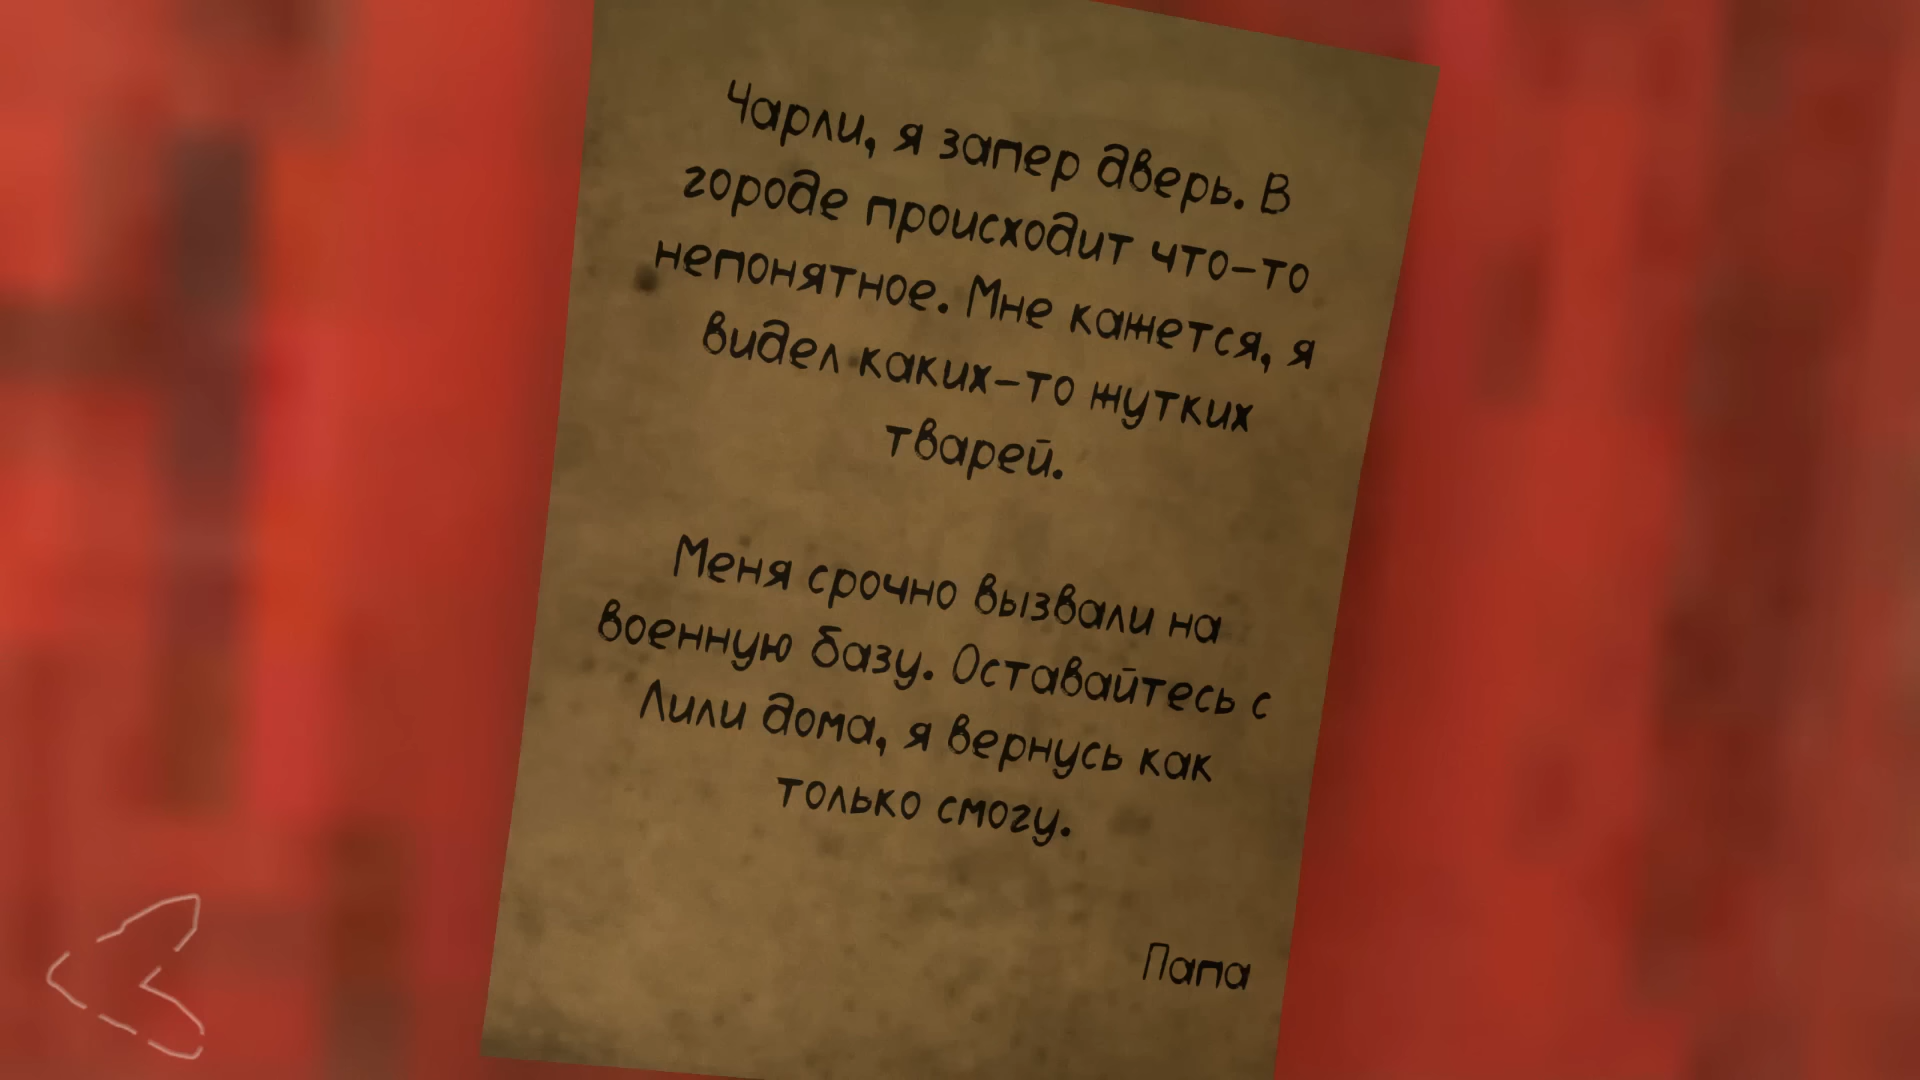 Чарли, я запер дверь. В
городе происходит что-то
непонятное. Мне кажется, я
видел каких-то жутких
тварей.
Меня срочно вызвали на
военную базу. Оставайтесь с
Лили дома, я вернусь как
только смогу.
Папа